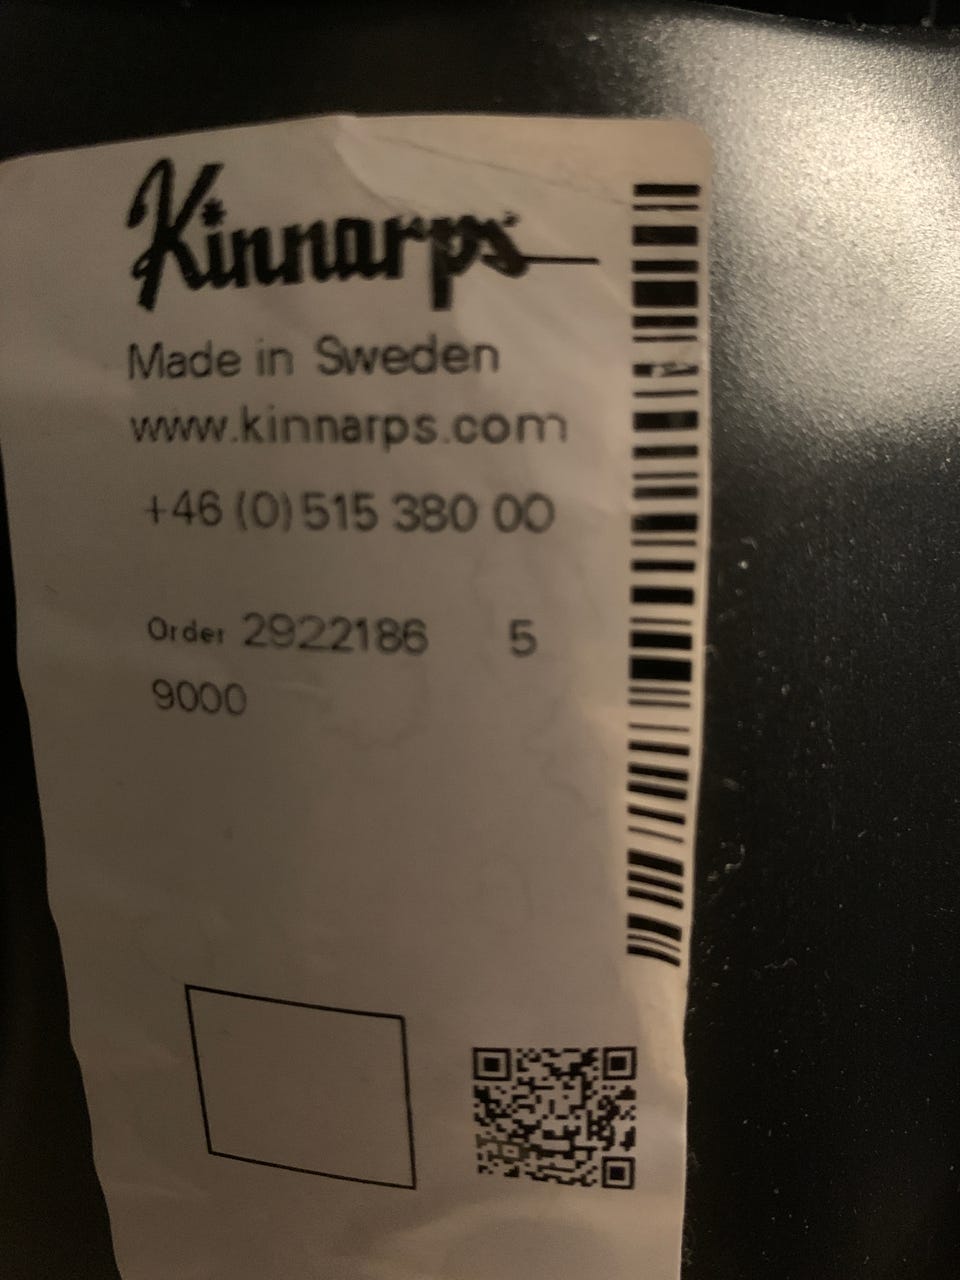 Kinnarps
Made in Sweden
www.kinnarps.com
+46 (0) 515 380 00
Order 2922186 5
9000